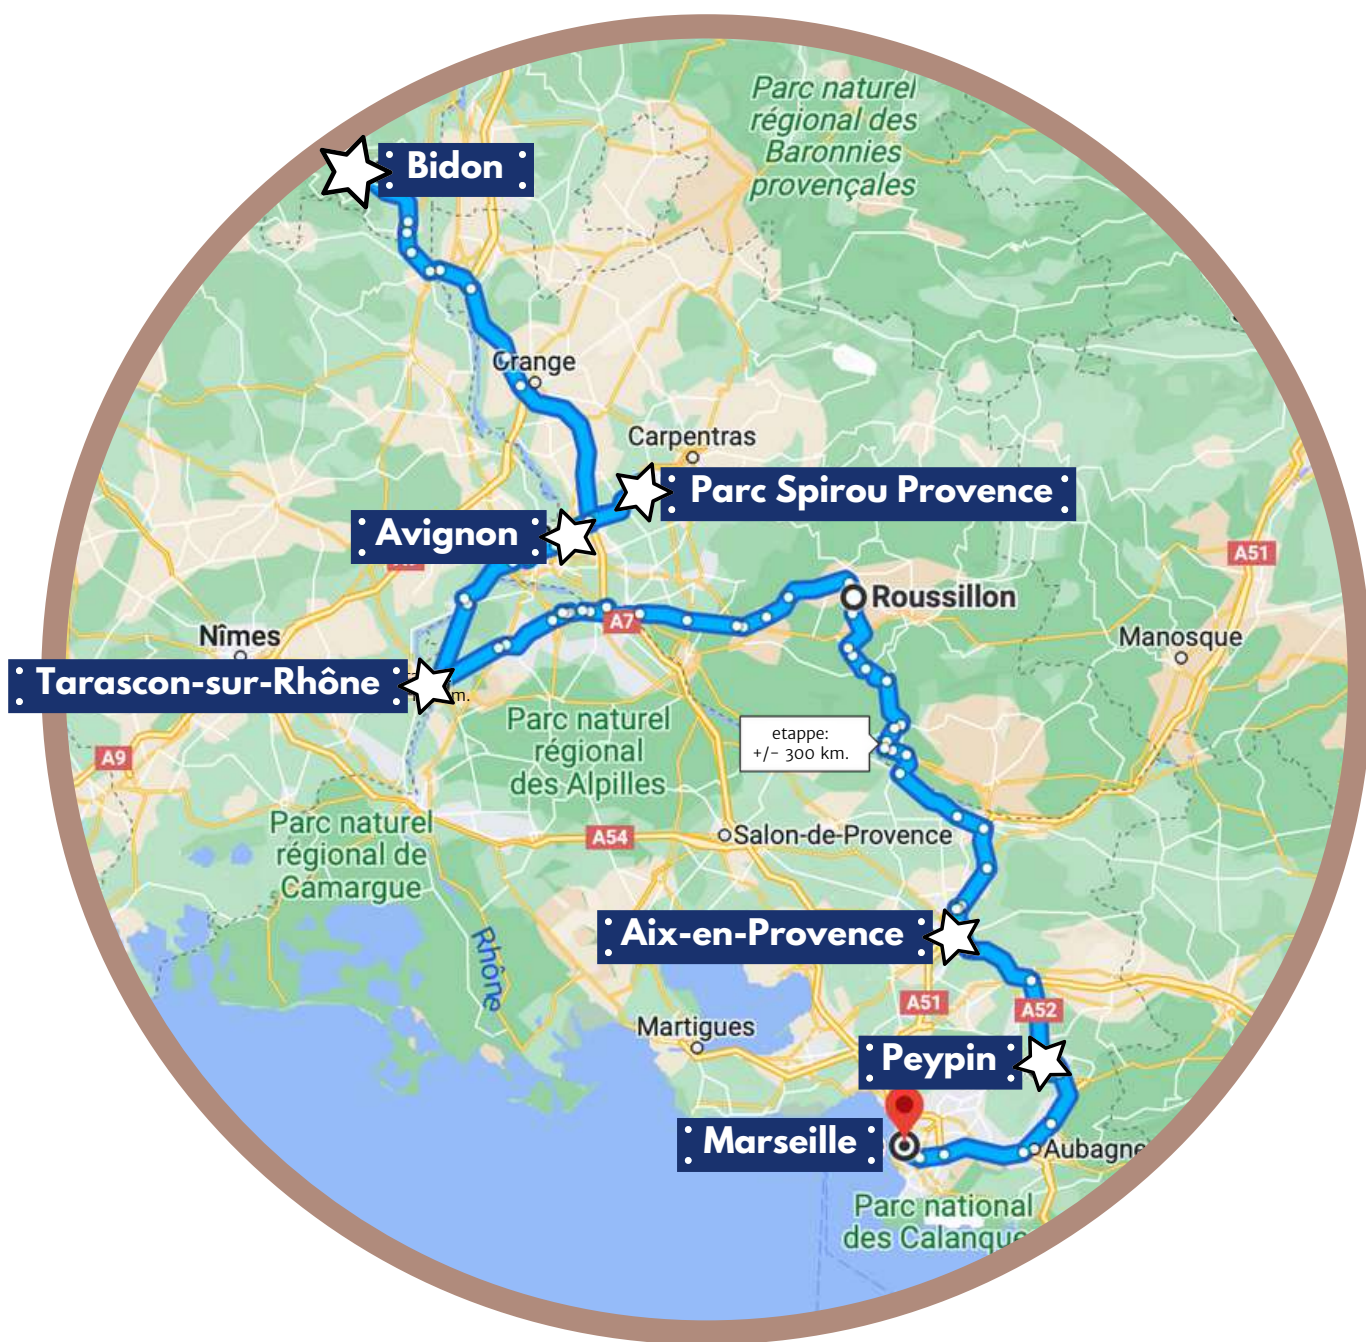 Parc naturel
régional des
Baronnies
provençales
Bidon
Orange
Carpentras
Parc Spirou Provence
Avignon
A51
Roussillon
A7
Nîmes
Manosque
Tarascon-sur-Rhône
m.
Parc naturel
régional
des Alpilles
etappe:
+/- 300 km.
A9
Parc naturel
régional de
Camargue
A54
Salon-de-Provence
Aix-en-Provence
Rhône
A51
A52
Martigues
Peypin
Marseille
Aubagne
Parc national
des Calanque